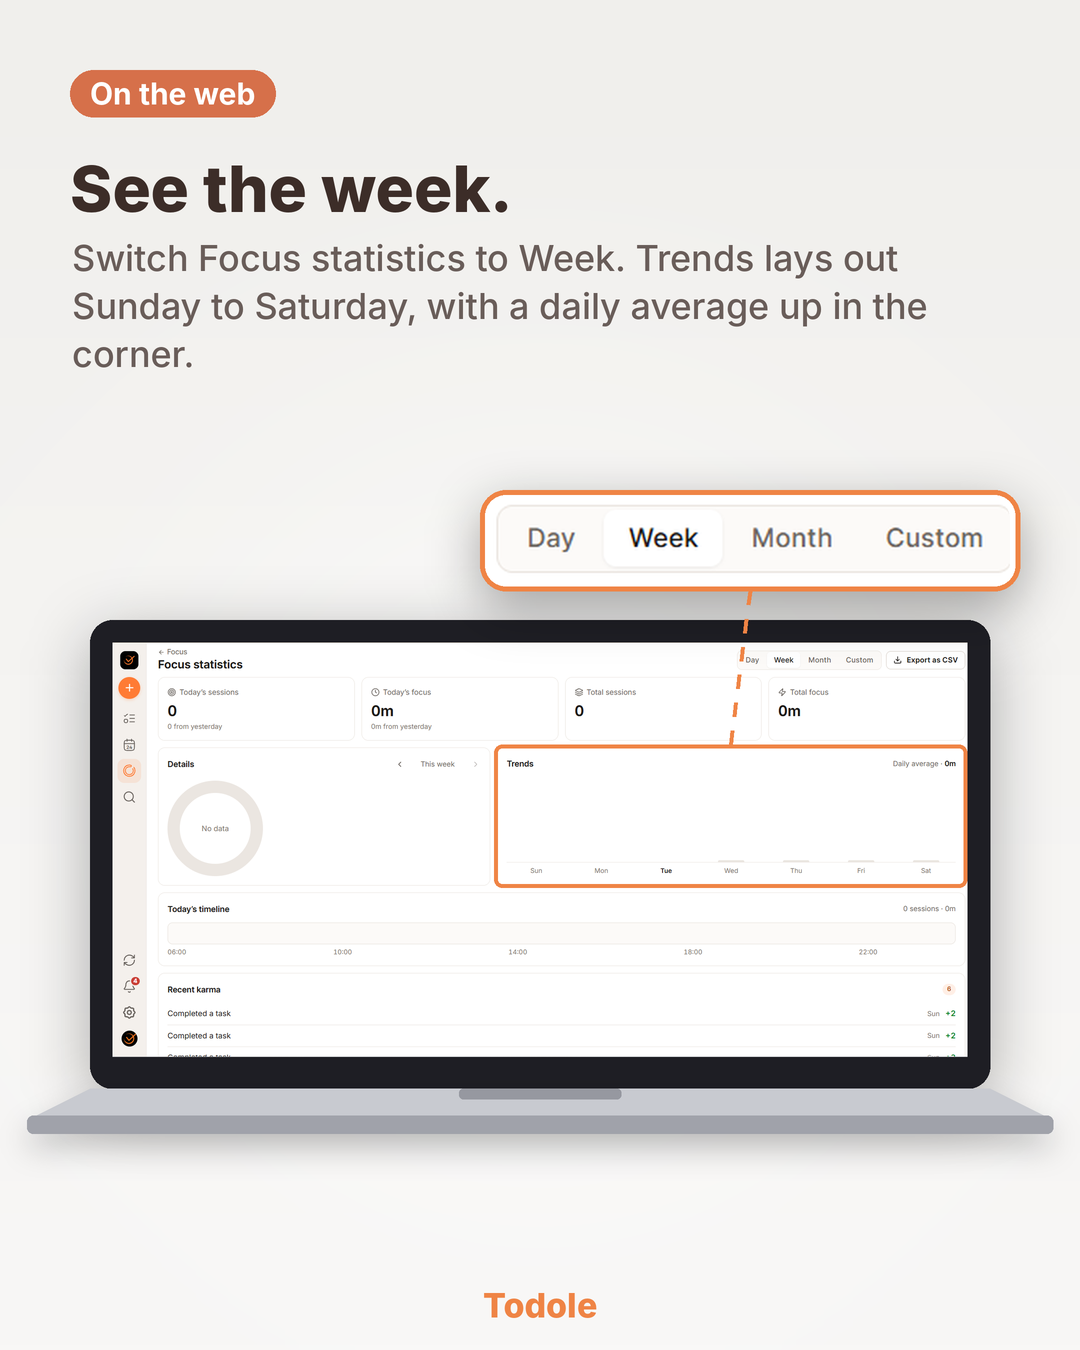 On the web
See the week.
Switch Focus statistics to Week. Trends lays out
Sunday to Saturday, with a daily average up in the
corner.
Day Week Month Custom
← Focus
Focus statistics
Day Week Month Custom Export as CSV
Today's sessions
0
0 from yesterday
Today's focus
0m
0m from yesterday
Total sessions
0
Total focus
0m
Details
This week
No data
Trends
Daily average · 0m
Sun Mon Tue Wed Thu Fri Sat
Today's timeline
0 sessions · 0m
06:00 10:00 14:00 18:00 22:00
Recent karma
6
Completed a task Sun +2
Completed a task Sun +2
Completed a task Sun +2
4
Todole